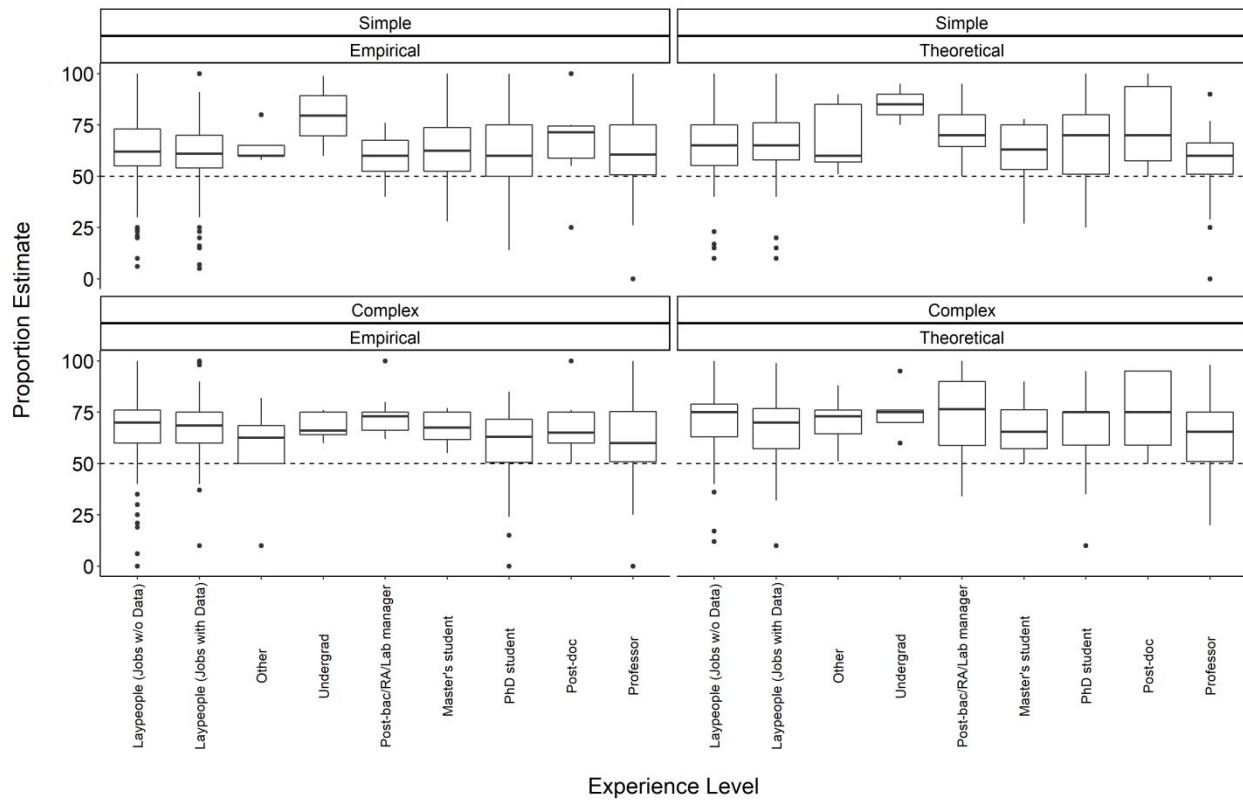 Simple
Simple
Empirical
Theoretical
100
75
50
25
0
Complex
Complex
Empirical
Theoretical
100
75
50
25
0
Proportion Estimate
Laypeople (Jobs w/o Data)
Laypeople (Jobs with Data)
Other
Undergrad
Post-bac/RA/Lab manager
Master's student
PhD student
Post-doc
Professor
Laypeople (Jobs w/o Data)
Laypeople (Jobs with Data)
Other
Undergrad
Post-bac/RA/Lab manager
Master's student
PhD student
Post-doc
Professor
Experience Level